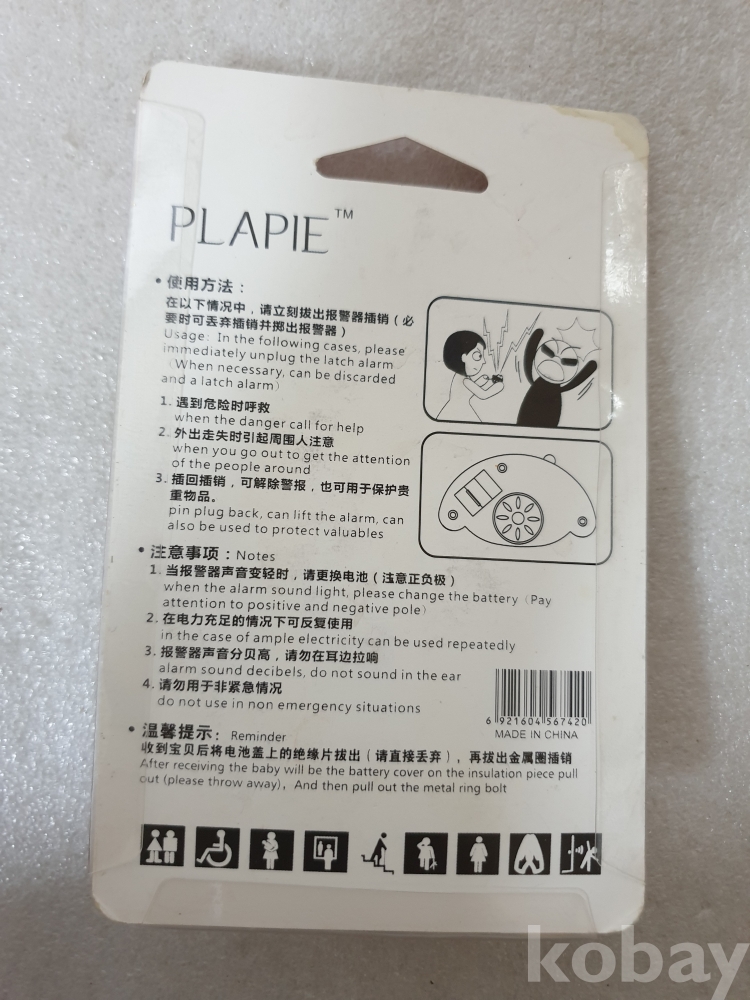 PLAPIE™
• 使用方法：
在以下情况中，请立刻拔出报警器插销（必
要时可丢弃插销并掷出报警器）
Usage: In the following cases, please
immediately unplug the latch alarm
（When necessary, can be discarded
and a latch alarm）
1. 遇到危险时呼救
when the danger call for help
2. 外出走失时引起周围人注意
when you go out to get the attention
of the people around
3. 插回插销，可解除警报，也可用于保护贵
重物品。
pin plug back, can lift the alarm, can
also be used to protect valuables
• 注意事项：Notes
1. 当报警器声音变轻时，请更换电池（注意正负极）
when the alarm sound light, please change the battery（Pay
attention to positive and negative pole）
2. 在电力充足的情况下可反复使用
in the case of ample electricity can be used repeatedly
3. 报警器声音分贝高，请勿在耳边拉响
alarm sound decibels, do not sound in the ear
4. 请勿用于非紧急情况
do not use in non emergency situations
6 921604 567420
MADE IN CHINA
• 温馨提示：Reminder
收到宝贝后将电池盖上的绝缘片拔出（请直接丢弃），再拔出金属圈插销
After receiving the baby will be the battery cover on the insulation piece pull
out (please throw away)，And then pull out the metal ring bolt
kobay